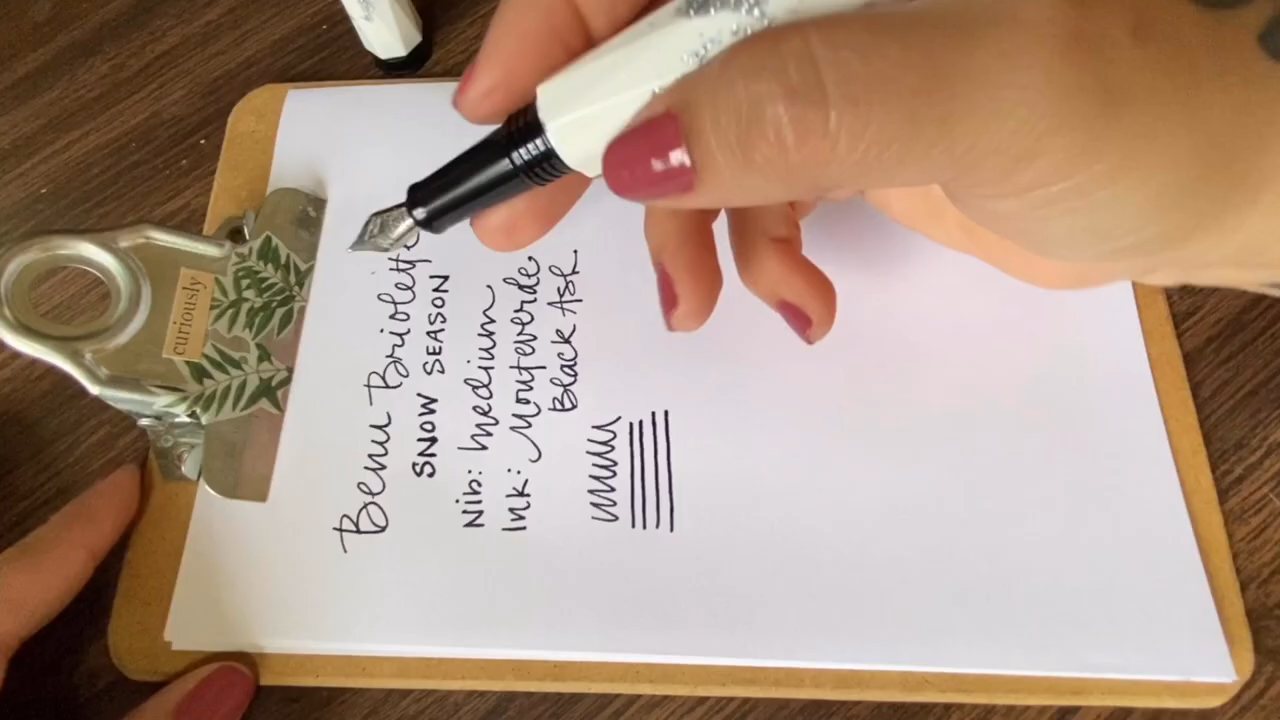 curiously
Benu Briolette
SNOW SEASON
Nib: Medium
Ink: Monteverde
Black Ash